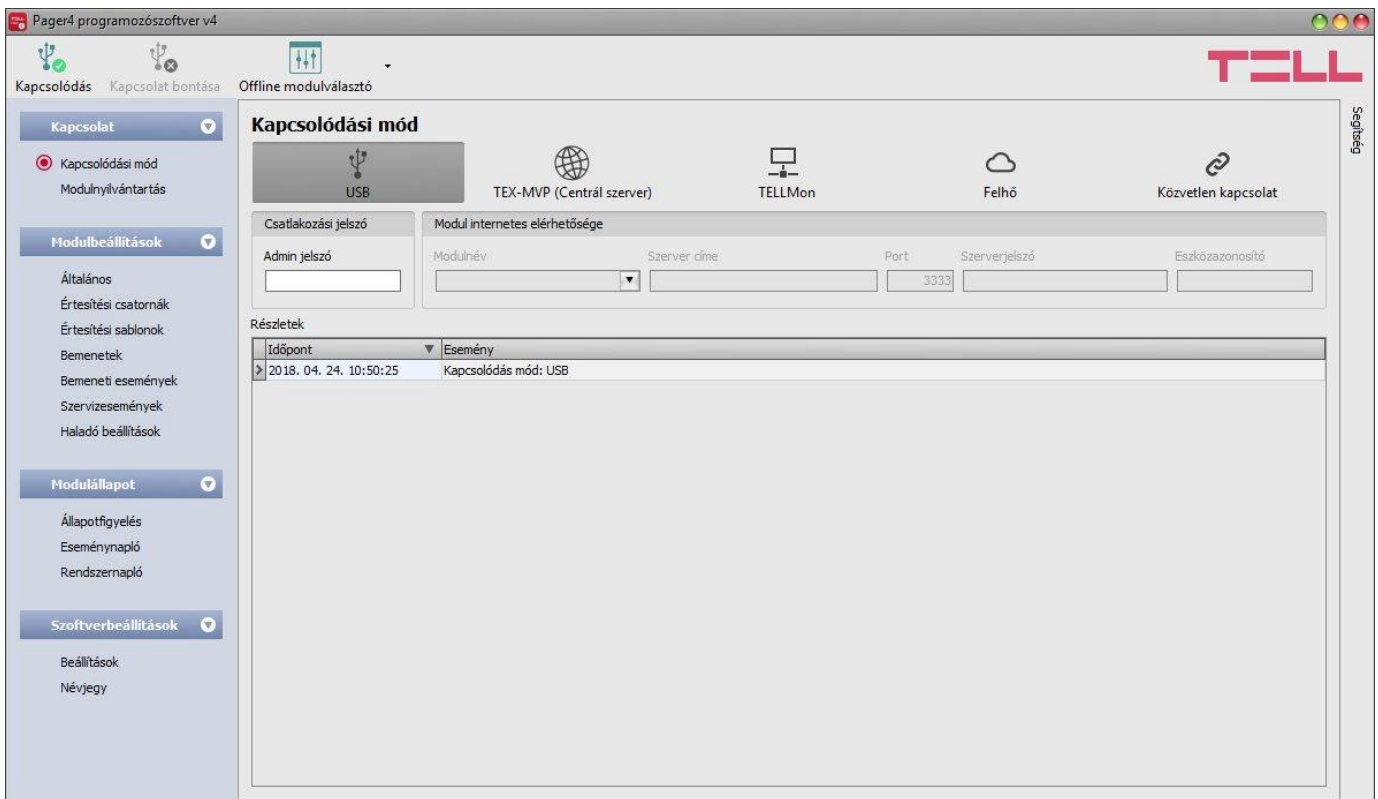 Pager4 programozószoftver v4
Kapcsolódás Kapcsolat bontása Offline modulválasztó
TELL
Segítség
Kapcsolat
Kapcsolódási mód
Modulnyilvántartás
Modulbeállítások
Általános
Értesítési csatornák
Értesítési sablonok
Bemenetek
Bemeneti események
Szervizesemények
Haladó beállítások
Modulállapot
Állapotfigyelés
Eseménynapló
Rendszernapló
Szoftverbeállítások
Beállítások
Névjegy
Kapcsolódási mód
USB TEX-MVP (Centrál szerver) TELLMon Felhő Közvetlen kapcsolat
Csatlakozási jelszó Modul internetes elérhetősége
Admin jelszó Modulnév Szerver címe Port Szerverjelszó Eszközazonosító
3333
Részletek
Időpont Esemény
2018. 04. 24. 10:50:25 Kapcsolódás mód: USB